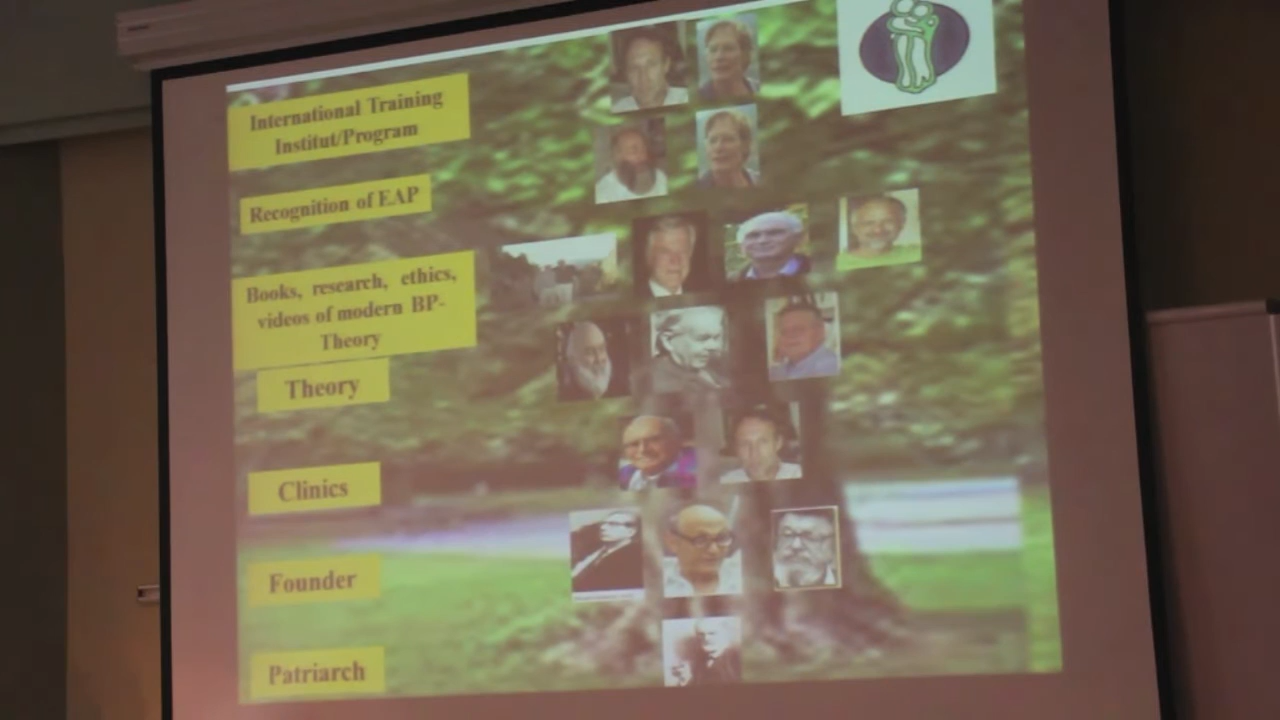 International Training
Institut/Program
Recognition of EAP
Books, research, ethics,
videos of modern BP-
Theory
Theory
Clinics
Founder
Patriarch